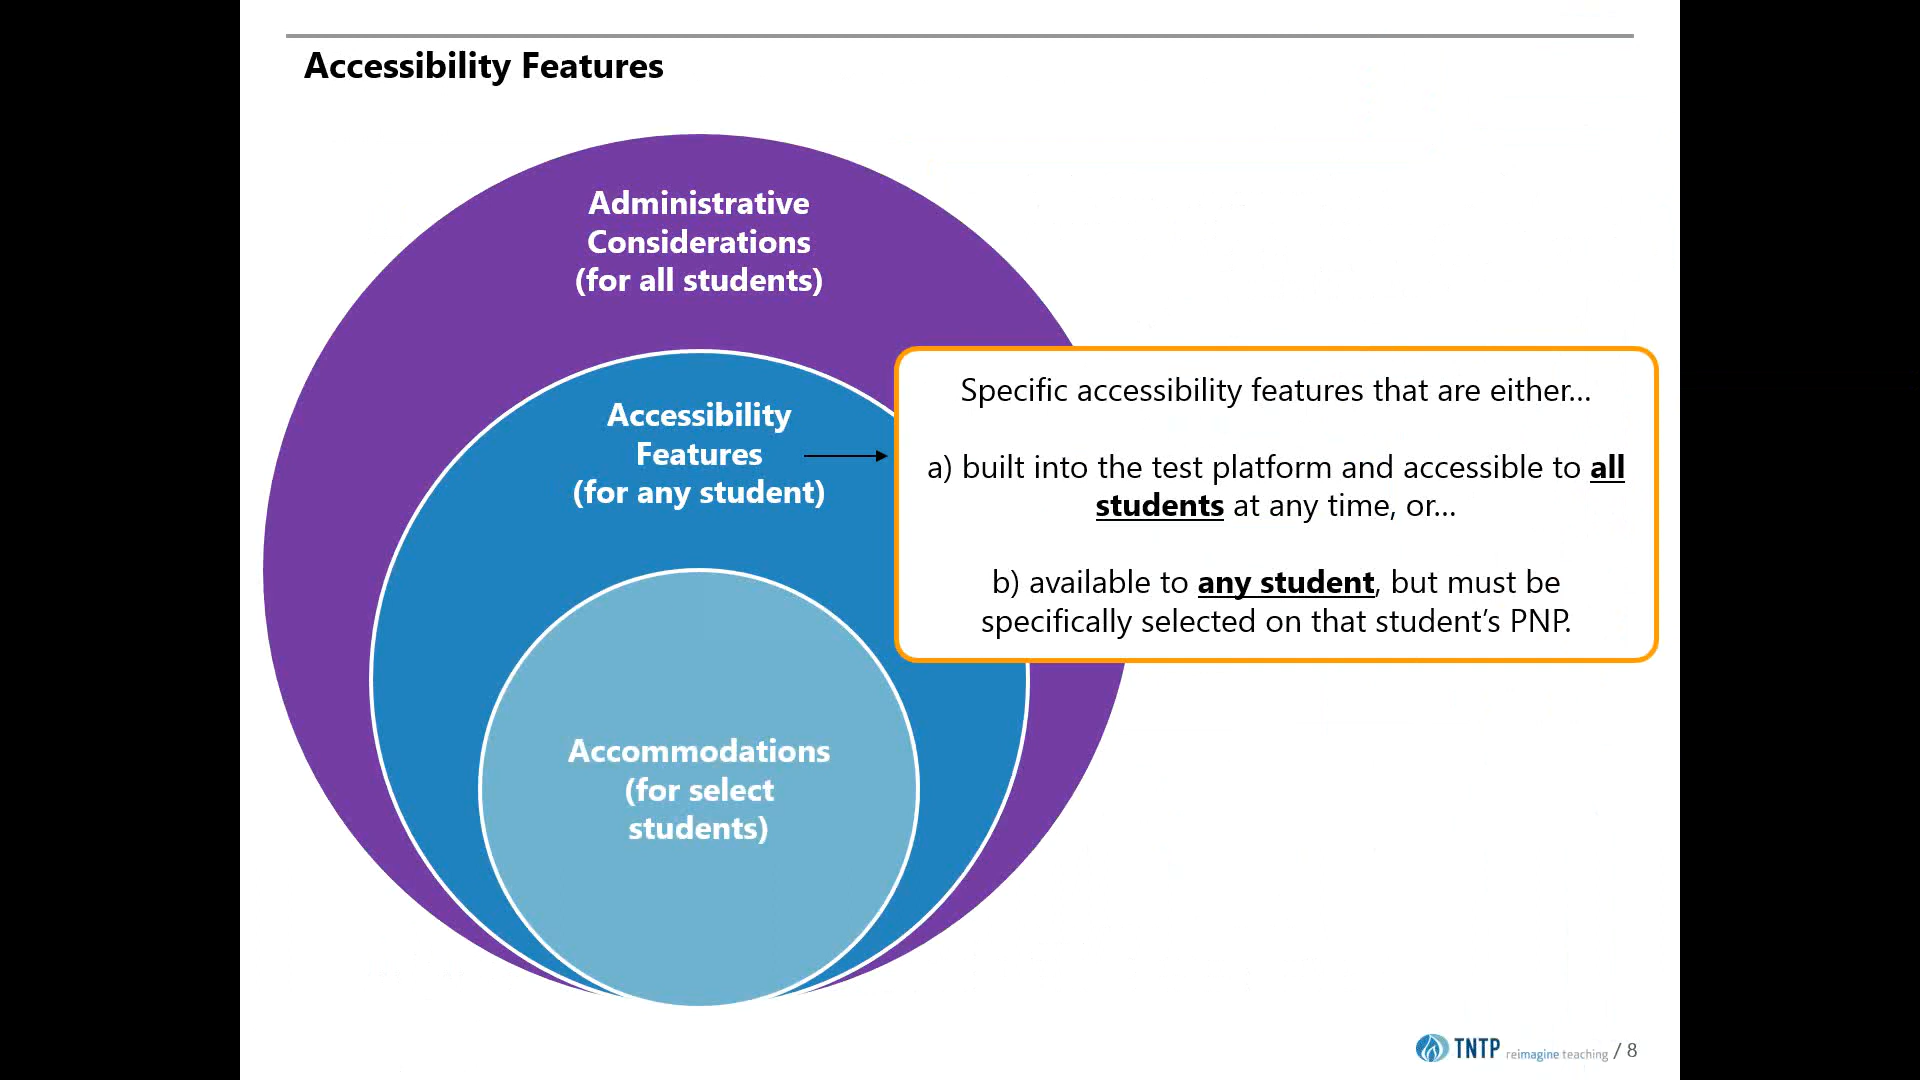 Accessibility Features
Administrative
Considerations
(for all students)
Accessibility
Features
(for any student)
Specific accessibility features that are either...
a) built into the test platform and accessible to all
students at any time, or...
b) available to any student, but must be
specifically selected on that student's PNP.
Accommodations
(for select
students)
TNTP reimagine teaching / 8